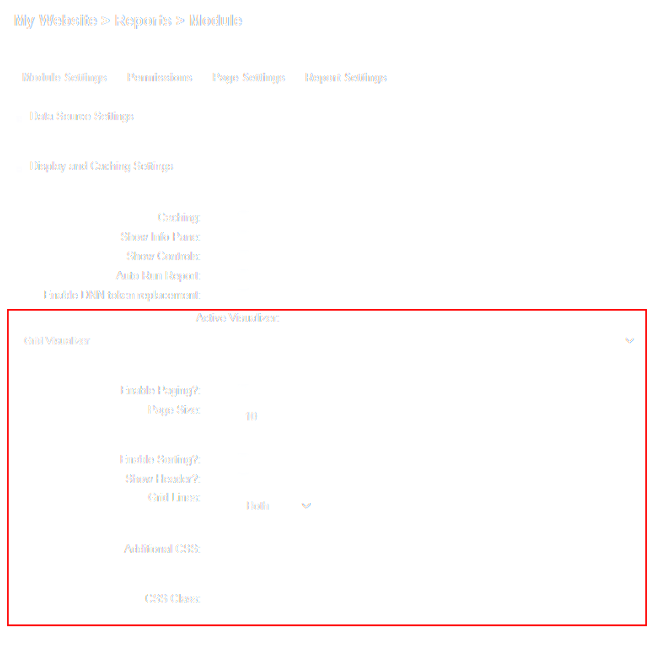 My Website > Reports > Module
Module Settings Permissions Page Settings Report Settings
Data Source Settings
Display and Caching Settings
Caching:
Show Info Pane:
Show Controls:
Auto Run Report:
Enable DNN token replacement:
Active Visualizer:
Grid Visualizer
Enable Paging?:
Page Size: 10
Enable Sorting?:
Show Header?:
Grid Lines: Both
Additional CSS:
CSS Class: